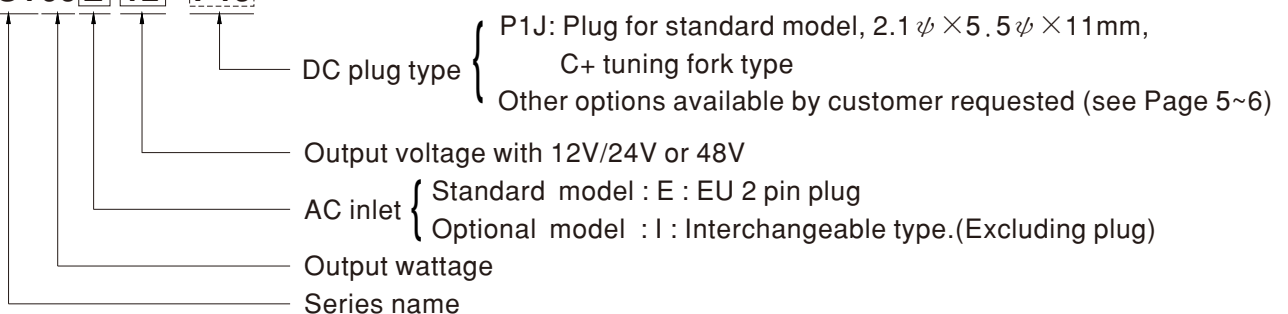 P1J: Plug for standard model, 2.1ψ×5.5ψ×11mm,
C+ tuning fork type
DC plug type
Other options available by customer requested (see Page 5~6)
Output voltage with 12V/24V or 48V
Standard model : E : EU 2 pin plug
AC inlet
Optional model : I : Interchangeable type.(Excluding plug)
Output wattage
Series name